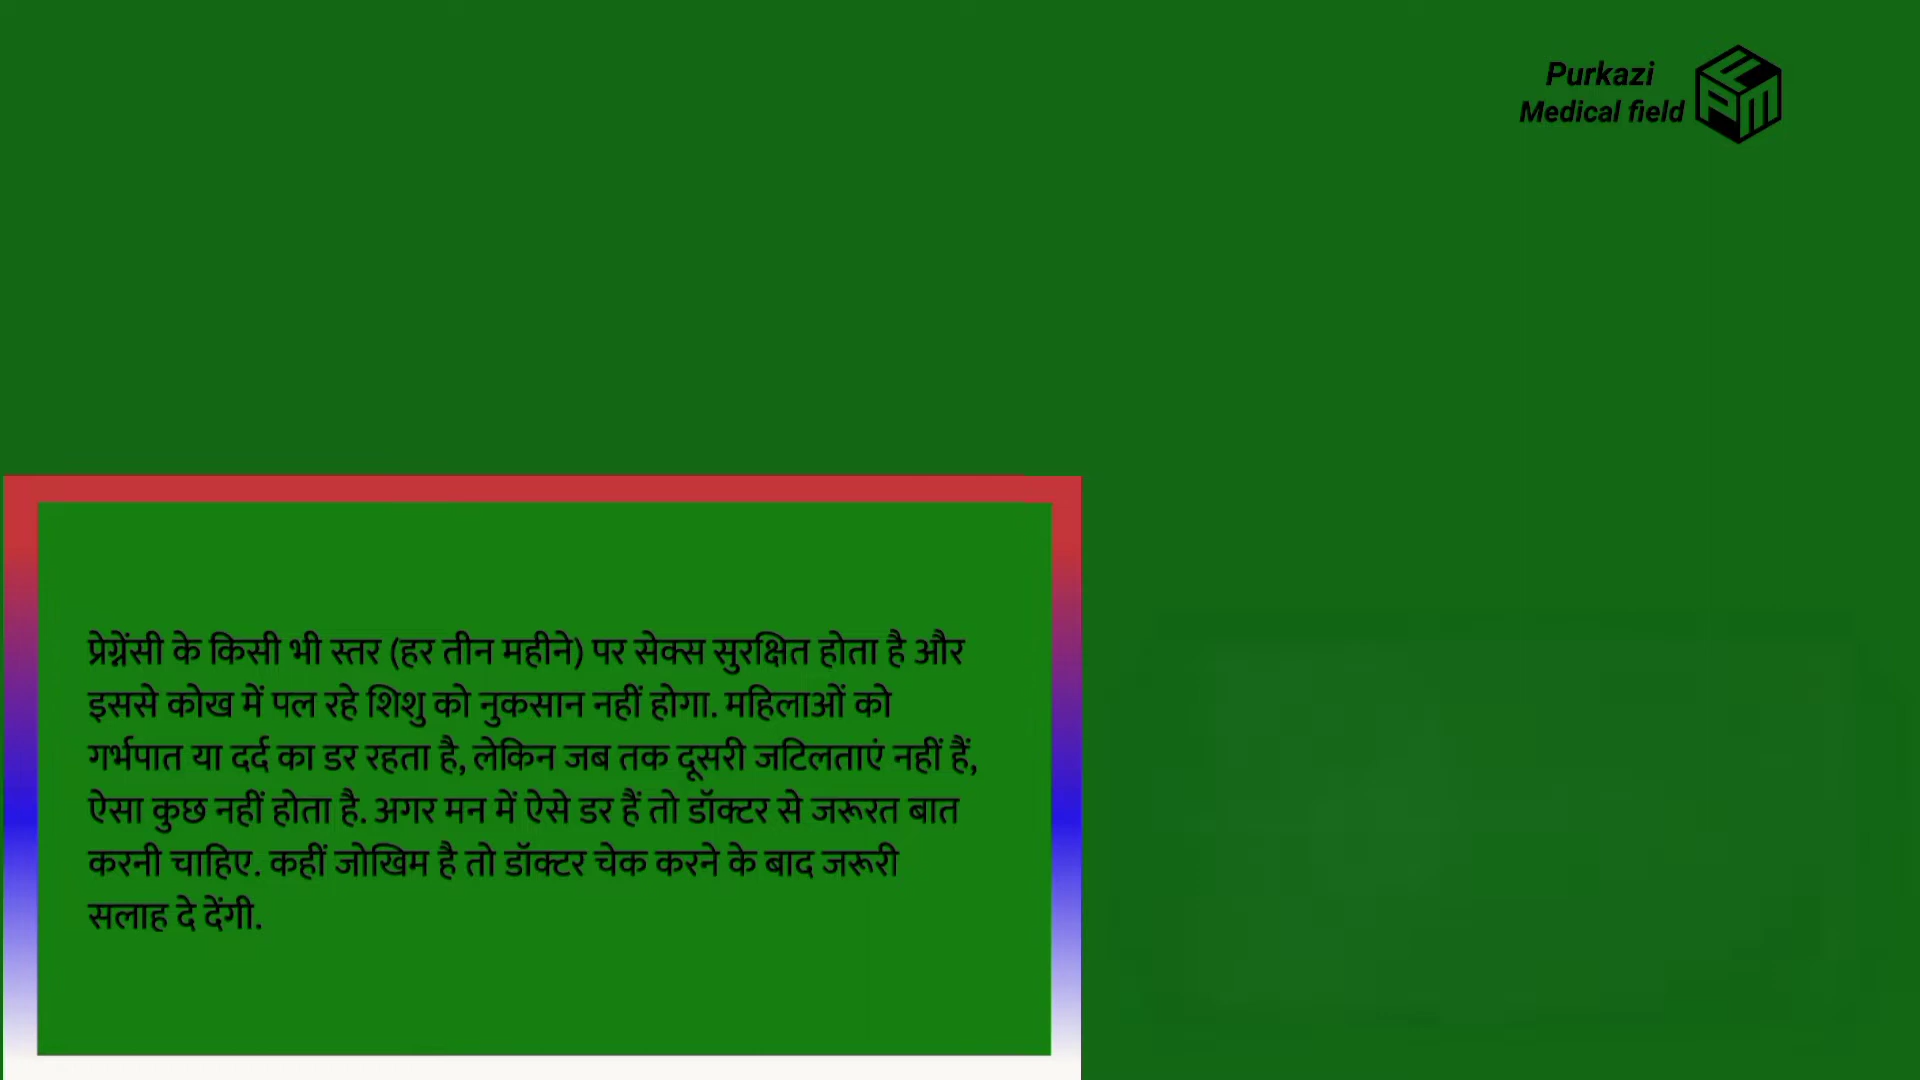 Purkazi
Medical field
प्रेग्नेंसी के किसी भी स्तर (हर तीन महीने) पर सेक्स सुरक्षित होता है और
इससे कोख में पल रहे शिशु को नुकसान नहीं होगा. महिलाओं को
गर्भपात या दर्द का डर रहता है, लेकिन जब तक दूसरी जटिलताएं नहीं हैं,
ऐसा कुछ नहीं होता है. अगर मन में ऐसे डर हैं तो डॉक्टर से जरूरत बात
करनी चाहिए. कहीं जोखिम है तो डॉक्टर चेक करने के बाद जरूरी
सलाह दे देंगी.